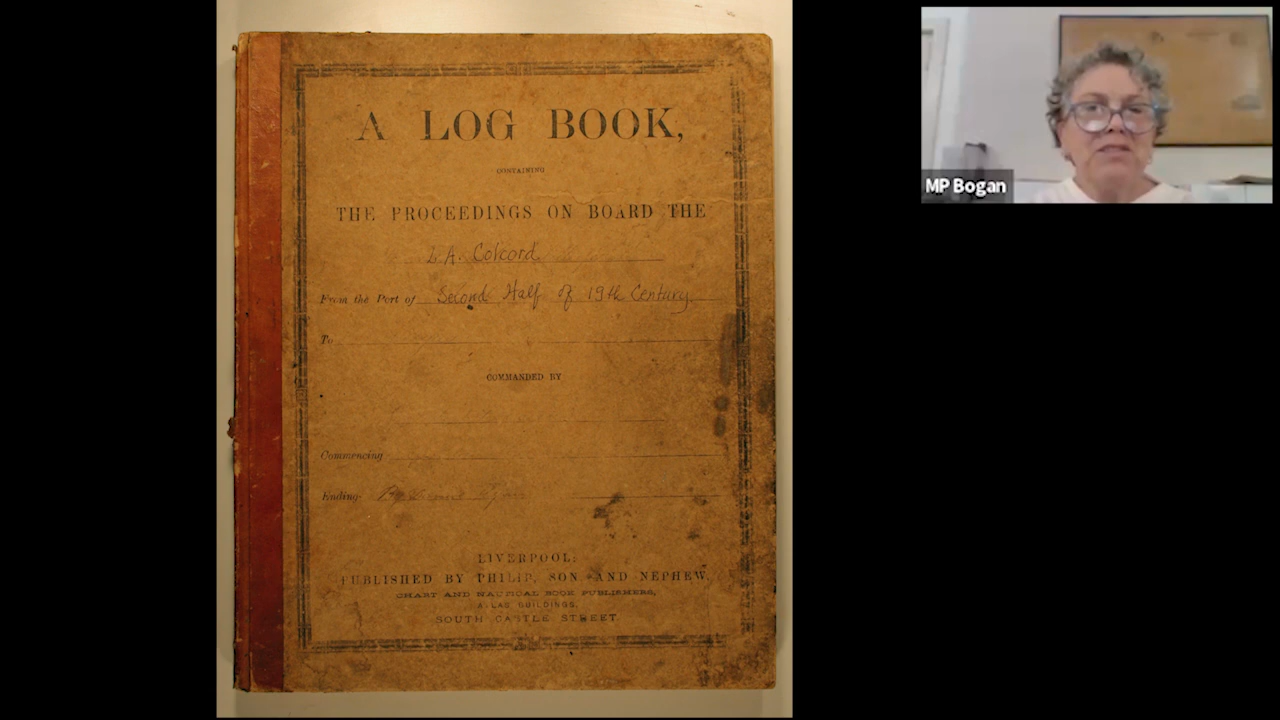 A LOG BOOK,
CONTAINING
THE PROCEEDINGS ON BOARD THE
L A. Colcord
From the Port of Second Half of 19th Century
To
COMMANDED BY
Commencing
Ending
LIVERPOOL:
PUBLISHED BY PHILIP, SON AND NEPHEW,
CHART AND NAUTICAL BOOK PUBLISHERS,
ATLAS BUILDINGS,
SOUTH CASTLE STREET.
MP Bogan